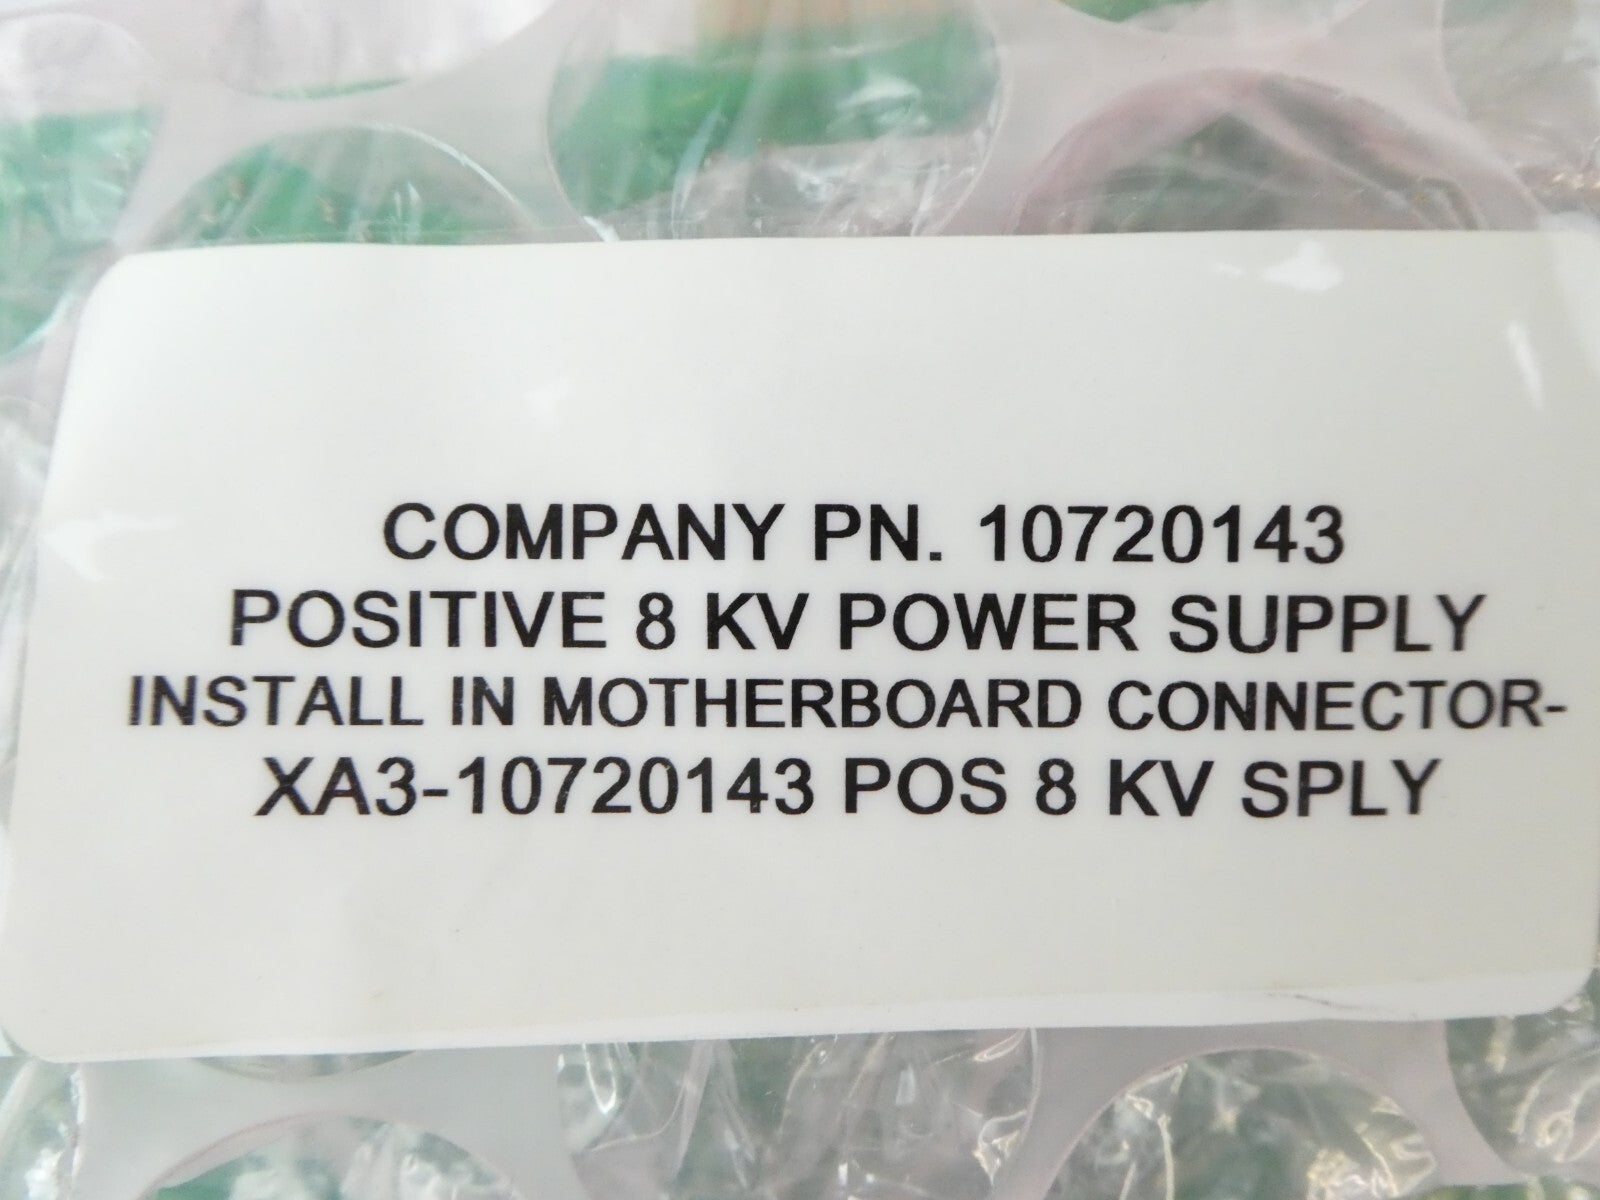 COMPANY PN. 10720143
POSITIVE 8 KV POWER SUPPLY
INSTALL IN MOTHERBOARD CONNECTOR-
XA3-10720143 POS 8 KV SPLY